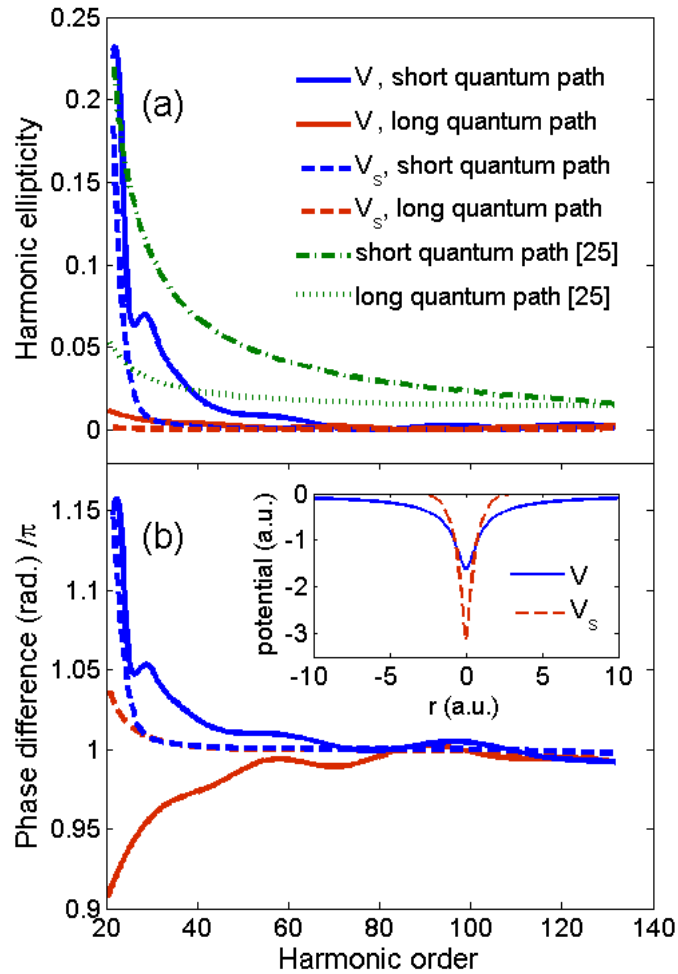 0.25
0.2
0.15
0.1
0.05
0
Harmonic ellipticity
(a)
V , short quantum path
V , long quantum path
Vs, short quantum path
Vs, long quantum path
short quantum path [25]
long quantum path [25]
1.15
1.1
1.05
1
0.95
0.9
Phase difference (rad.) /π
(b)
0
-1
-2
-3
potential (a.u.)
V
Vs
-10 -5 0 5 10
r (a.u.)
20 40 60 80 100 120 140
Harmonic order